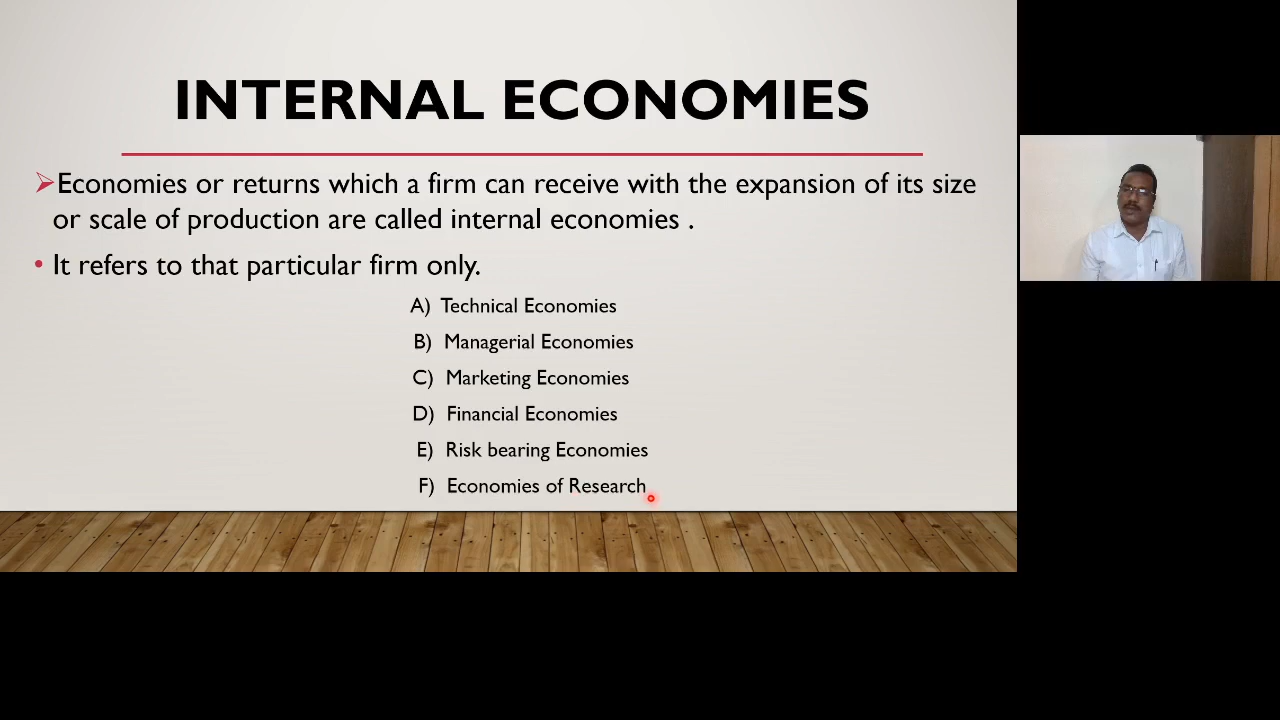 INTERNAL ECONOMIES
Economies or returns which a firm can receive with the expansion of its size
or scale of production are called internal economies .
• It refers to that particular firm only.
A) Technical Economies
B) Managerial Economies
C) Marketing Economies
D) Financial Economies
E) Risk bearing Economies
F) Economies of Research